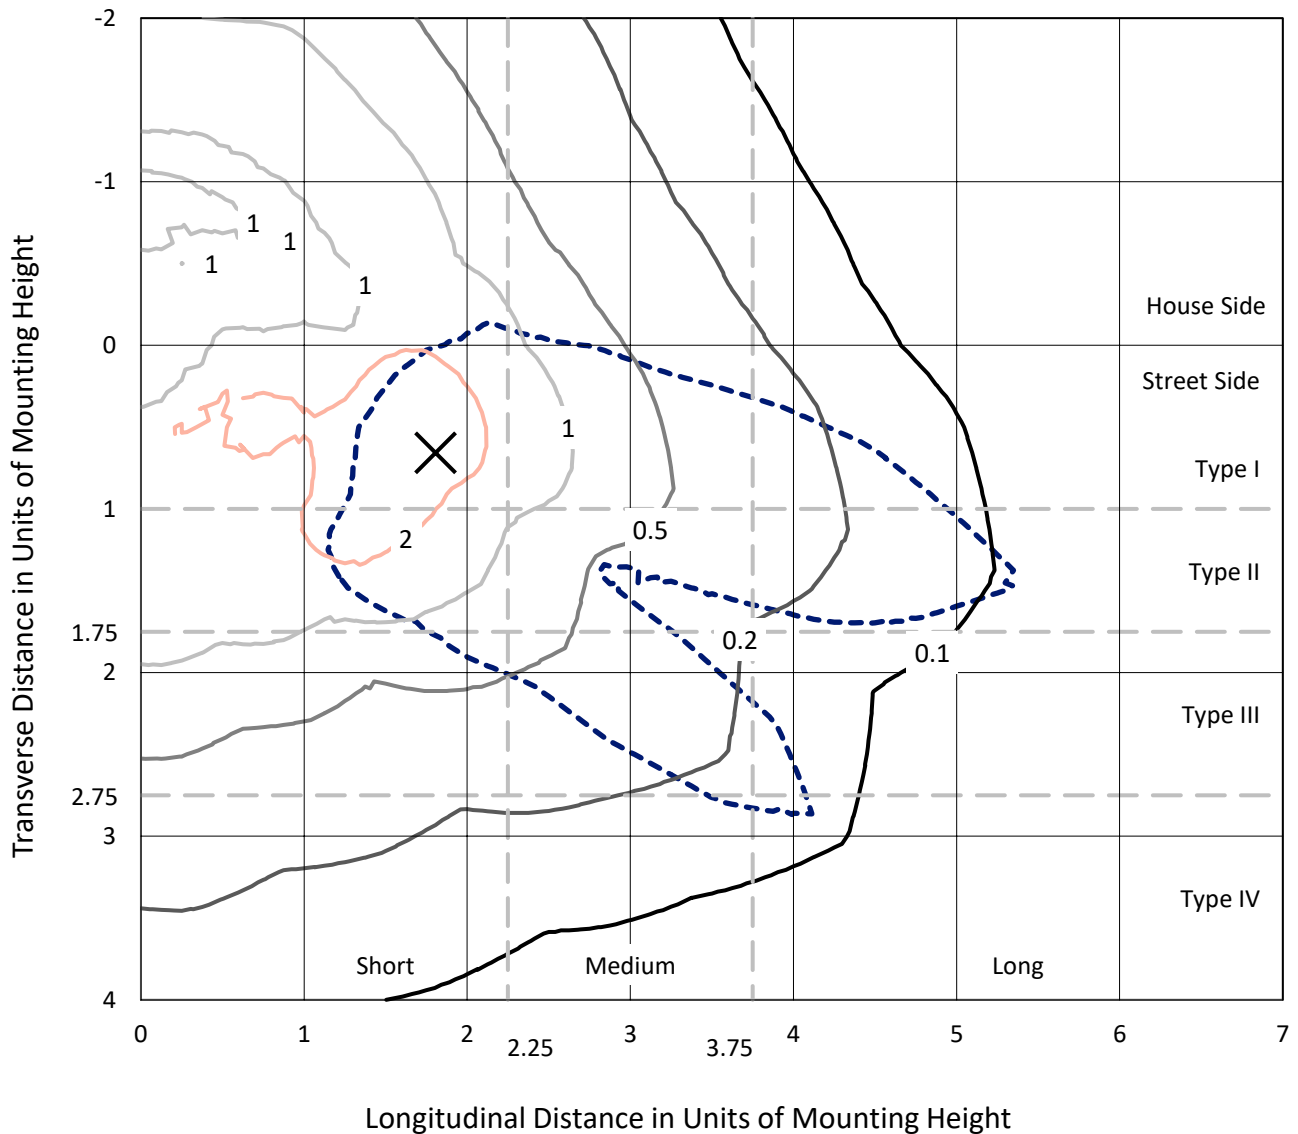 -2
-1
1
1
1
1
House Side
0
Street Side
1
Type I
1
0.5
2
Type II
1.75
0.2
0.1
2
Type III
2.75
3
Type IV
Short Medium Long
4
0 1 2 3 4 5 6 7
2.25 3.75
Longitudinal Distance in Units of Mounting Height
Transverse Distance in Units of Mounting Height